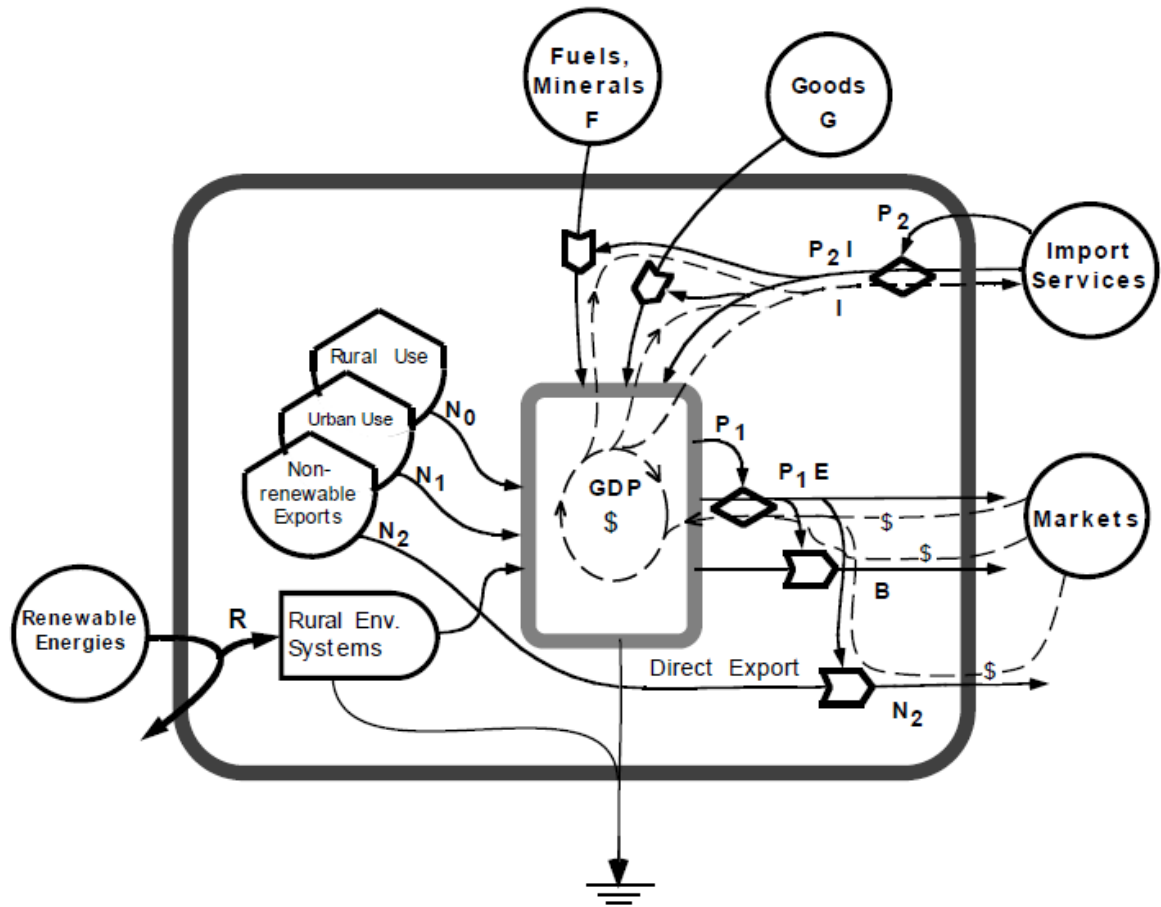 Fuels,
Minerals
F
Goods
G
P2
Import
Services
P2 I
I
Rural Use
N0
Urban Use
N1
Non-
renewable
Exports
N2
GDP
$
P1
P1 E
$
$
Markets
B
Renewable
Energies
R
Rural Env.
Systems
Direct Export
$
N2